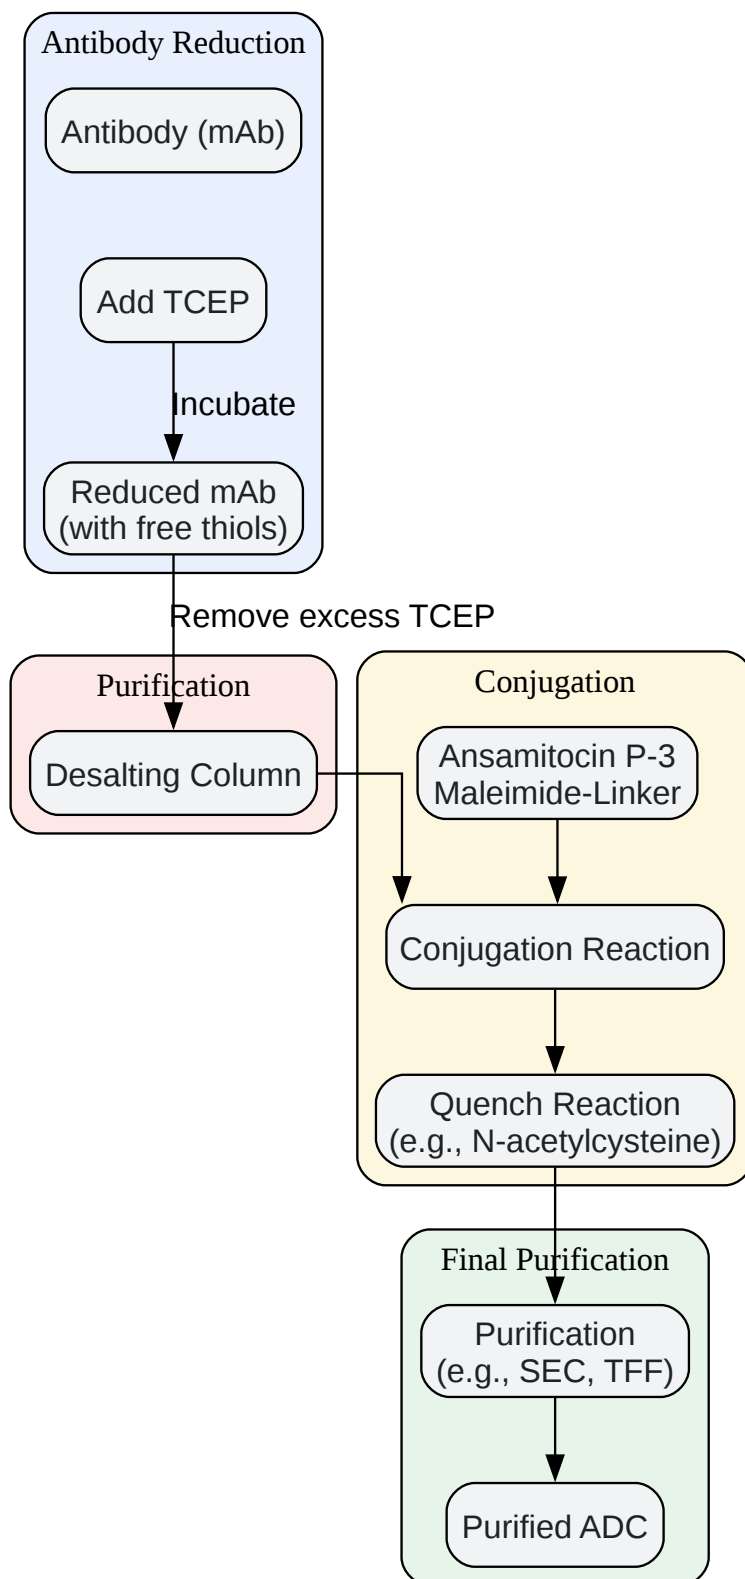 Antibody Reduction
Antibody (mAb)
Add TCEP
Incubate
Reduced mAb
(with free thiols)
Remove excess TCEP
Purification
Desalting Column
Conjugation
Ansamitocin P-3
Maleimide-Linker
Conjugation Reaction
Quench Reaction
(e.g., N-acetylcysteine)
Final Purification
Purification
(e.g., SEC, TFF)
Purified ADC